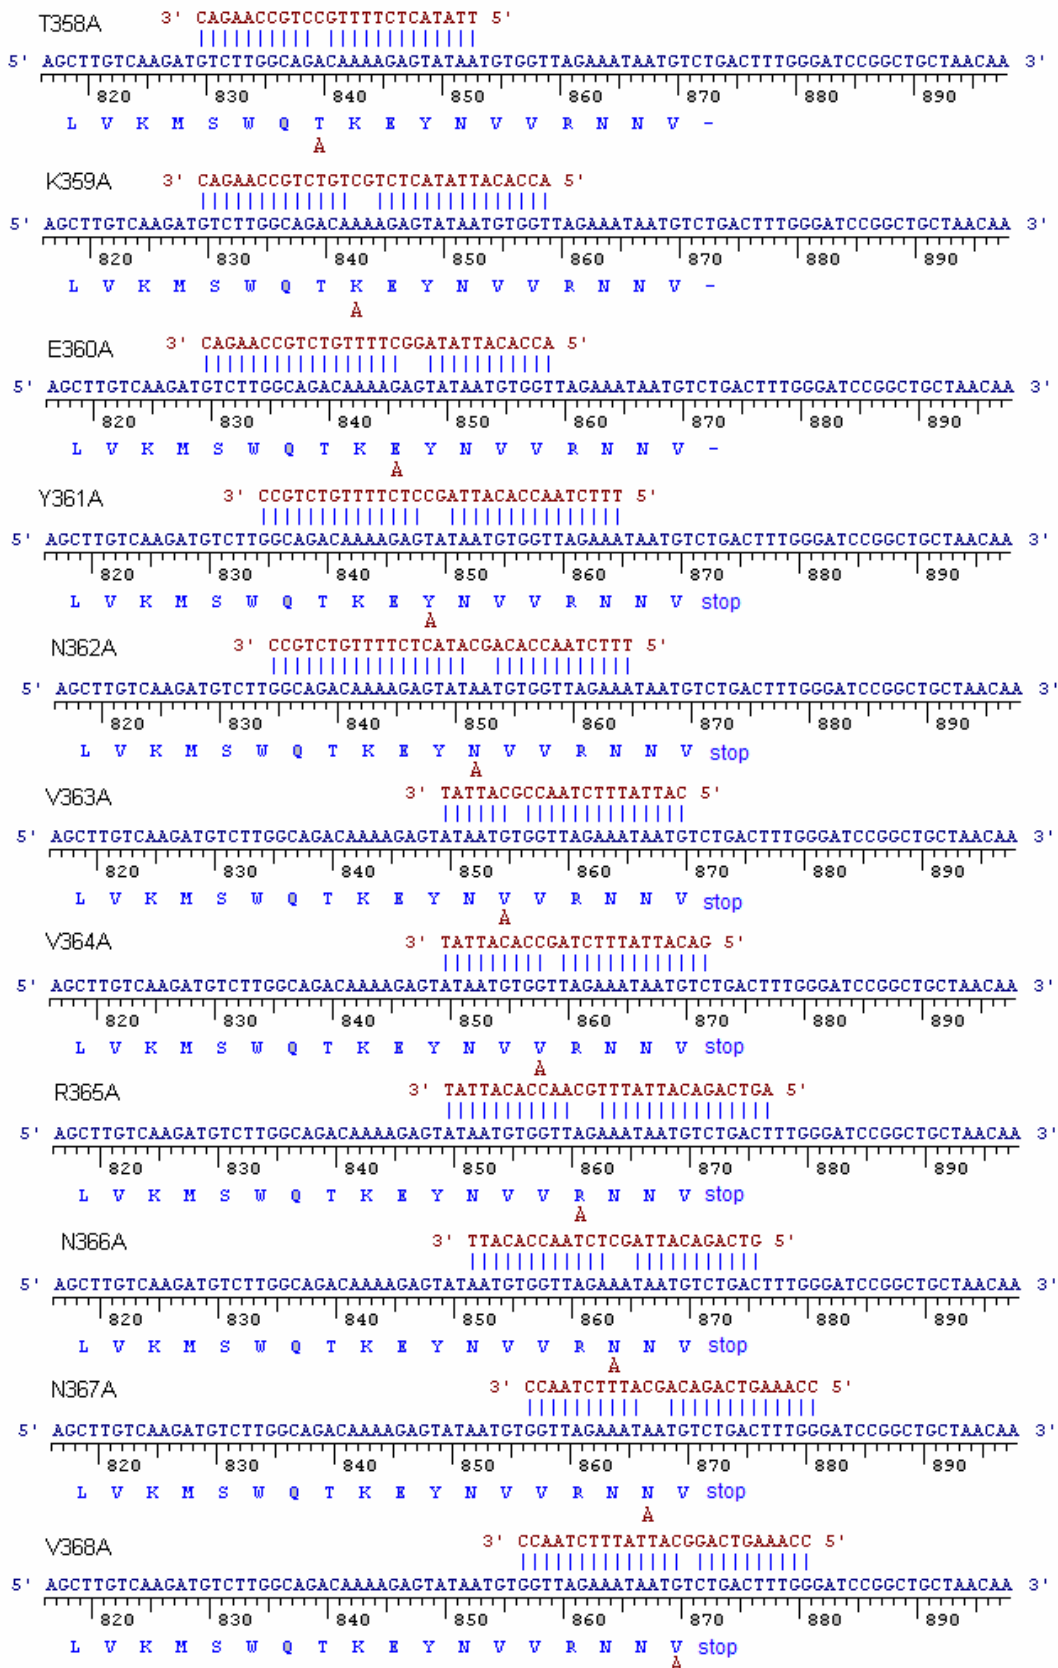 T358A 3' CAGAACCGTCCGTTTTCTCATATT 5'
5' AGCTTGTCAAGATGTCTTGGCAGACAAAAGAGTATAATGTGGTTAGAAATAATGTCTGACTTTGGGATCCGGCTGCTAACAA 3'
820 830 840 850 860 870 880 890
L V K M S W Q T K E Y N V V R N N V -
A
K359A 3' CAGAACCGTCTGTCGTCTCATATTACACCA 5'
5' AGCTTGTCAAGATGTCTTGGCAGACAAAAGAGTATAATGTGGTTAGAAATAATGTCTGACTTTGGGATCCGGCTGCTAACAA 3'
820 830 840 850 860 870 880 890
L V K M S W Q T K E Y N V V R N N V -
A
E360A 3' CAGAACCGTCTGTTTTCGGATATTACACCA 5'
5' AGCTTGTCAAGATGTCTTGGCAGACAAAAGAGTATAATGTGGTTAGAAATAATGTCTGACTTTGGGATCCGGCTGCTAACAA 3'
820 830 840 850 860 870 880 890
L V K M S W Q T K E Y N V V R N N V -
A
Y361A 3' CCGTCTGTTTTCTCCGATTACACCAATCTTT 5'
5' AGCTTGTCAAGATGTCTTGGCAGACAAAAGAGTATAATGTGGTTAGAAATAATGTCTGACTTTGGGATCCGGCTGCTAACAA 3'
820 830 840 850 860 870 880 890
L V K M S W Q T K E Y N V V R N N V stop
A
N362A 3' CCGTCTGTTTTCTCATACGACACCAATCTTT 5'
5' AGCTTGTCAAGATGTCTTGGCAGACAAAAGAGTATAATGTGGTTAGAAATAATGTCTGACTTTGGGATCCGGCTGCTAACAA 3'
820 830 840 850 860 870 880 890
L V K M S W Q T K E Y N V V R N N V stop
A
V363A 3' TATTACGCCAATCTTTATTAC 5'
5' AGCTTGTCAAGATGTCTTGGCAGACAAAAGAGTATAATGTGGTTAGAAATAATGTCTGACTTTGGGATCCGGCTGCTAACAA 3'
820 830 840 850 860 870 880 890
L V K M S W Q T K E Y N V V R N N V stop
A
V364A 3' TATTACACCGATCTTTATTACAG 5'
5' AGCTTGTCAAGATGTCTTGGCAGACAAAAGAGTATAATGTGGTTAGAAATAATGTCTGACTTTGGGATCCGGCTGCTAACAA 3'
820 830 840 850 860 870 880 890
L V K M S W Q T K E Y N V V R N N V stop
A
R365A 3' TATTACACCAACGTTTATTACAGACTGA 5'
5' AGCTTGTCAAGATGTCTTGGCAGACAAAAGAGTATAATGTGGTTAGAAATAATGTCTGACTTTGGGATCCGGCTGCTAACAA 3'
820 830 840 850 860 870 880 890
L V K M S W Q T K E Y N V V R N N V stop
A
N366A 3' TTACACCAATCTCGATTACAGACTG 5'
5' AGCTTGTCAAGATGTCTTGGCAGACAAAAGAGTATAATGTGGTTAGAAATAATGTCTGACTTTGGGATCCGGCTGCTAACAA 3'
820 830 840 850 860 870 880 890
L V K M S W Q T K E Y N V V R N N V stop
A
N367A 3' CCAATCTTTACGACAGACTGAAACC 5'
5' AGCTTGTCAAGATGTCTTGGCAGACAAAAGAGTATAATGTGGTTAGAAATAATGTCTGACTTTGGGATCCGGCTGCTAACAA 3'
820 830 840 850 860 870 880 890
L V K M S W Q T K E Y N V V R N N V stop
A
V368A 3' CCAATCTTTATTACGGACTGAAACC 5'
5' AGCTTGTCAAGATGTCTTGGCAGACAAAAGAGTATAATGTGGTTAGAAATAATGTCTGACTTTGGGATCCGGCTGCTAACAA 3'
820 830 840 850 860 870 880 890
L V K M S W Q T K E Y N V V R N N V stop
A